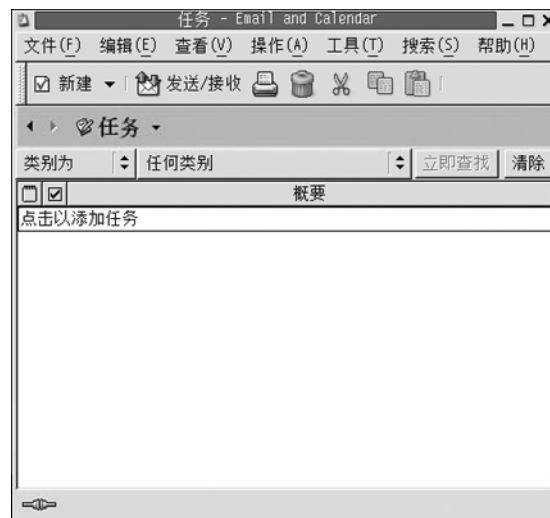 任务 - Email and Calendar
文件(F) 编辑(E) 查看(V) 操作(A) 工具(T) 搜索(S) 帮助(H)
新建 发送/接收
任务
类别为 任何类别 立即查找 清除
概要
点击以添加任务